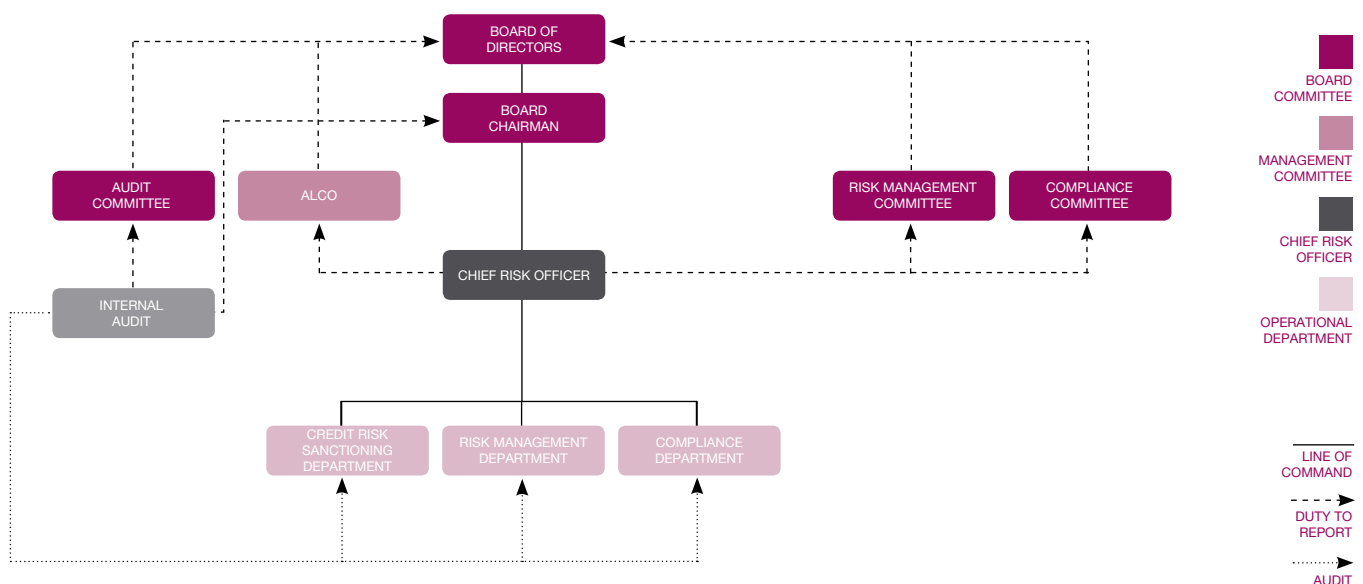 BOARD OF
DIRECTORS
BOARD
CHAIRMAN
AUDIT
COMMITTEE
ALCO
RISK MANAGEMENT
COMMITTEE
COMPLIANCE
COMMITTEE
CHIEF RISK OFFICER
INTERNAL
AUDIT
CREDIT RISK
SANCTIONING
DEPARTMENT
RISK MANAGEMENT
DEPARTMENT
COMPLIANCE
DEPARTMENT
BOARD
COMMITTEE
MANAGEMENT
COMMITTEE
CHIEF RISK
OFFICER
OPERATIONAL
DEPARTMENT
LINE OF
COMMAND
DUTY TO
REPORT
AUDIT